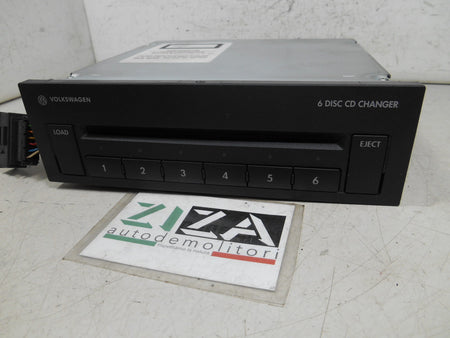 VOLKSWAGEN
6 DISC CD CHANGER
LOAD
EJECT
1 2 3 4 5 6
ZIZA
autodemolitori